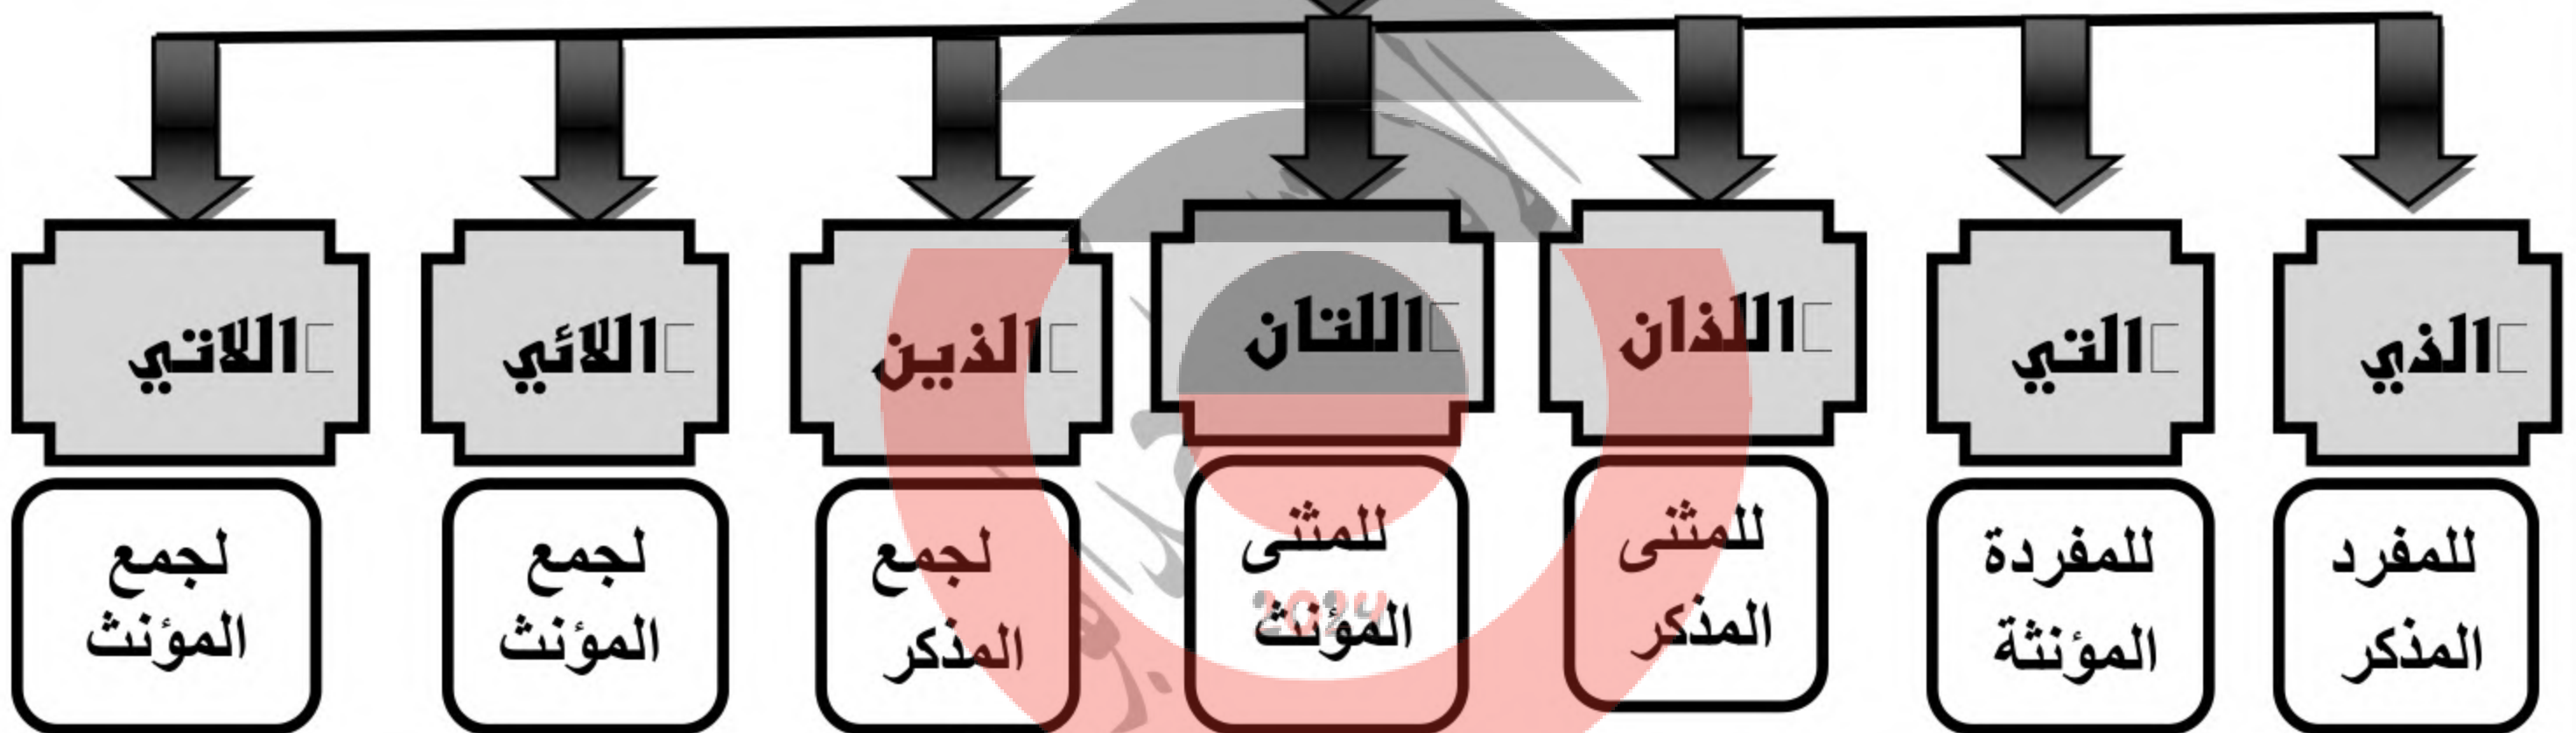 الذي
التي
اللذان
اللتان
الذين
اللائي
اللاتي
للمفرد
المذكر
للمفردة
المؤنثة
للمثنى
المذكر
للمثنى
المؤنث
لجمع
المذكر
لجمع
المؤنث
لجمع
المؤنث
2024